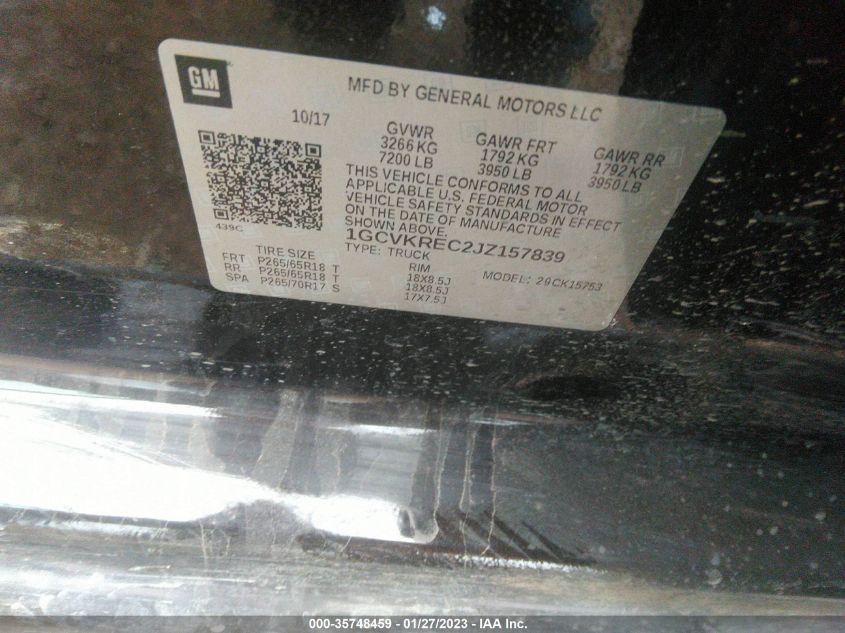 GM
MFD BY GENERAL MOTORS LLC
10/17
GVWR
3266 KG
7200 LB
GAWR FRT
1792 KG
3950 LB
GAWR RR
1792 KG
3950 LB
THIS VEHICLE CONFORMS TO ALL
APPLICABLE U.S. FEDERAL MOTOR
VEHICLE SAFETY STANDARDS IN EFFECT
ON THE DATE OF MANUFACTURE
SHOWN ABOVE.
439C
1GCVKREC2JZ157839
TYPE: TRUCK
MODEL: 29CK15753
TIRE SIZE RIM
FRT P265/65R18 T 18X8.5J
RR P265/65R18 T 18X8.5J
SPA P265/70R17 S 17X7.5J
000-35748459 - 01/27/2023 - IAA Inc.